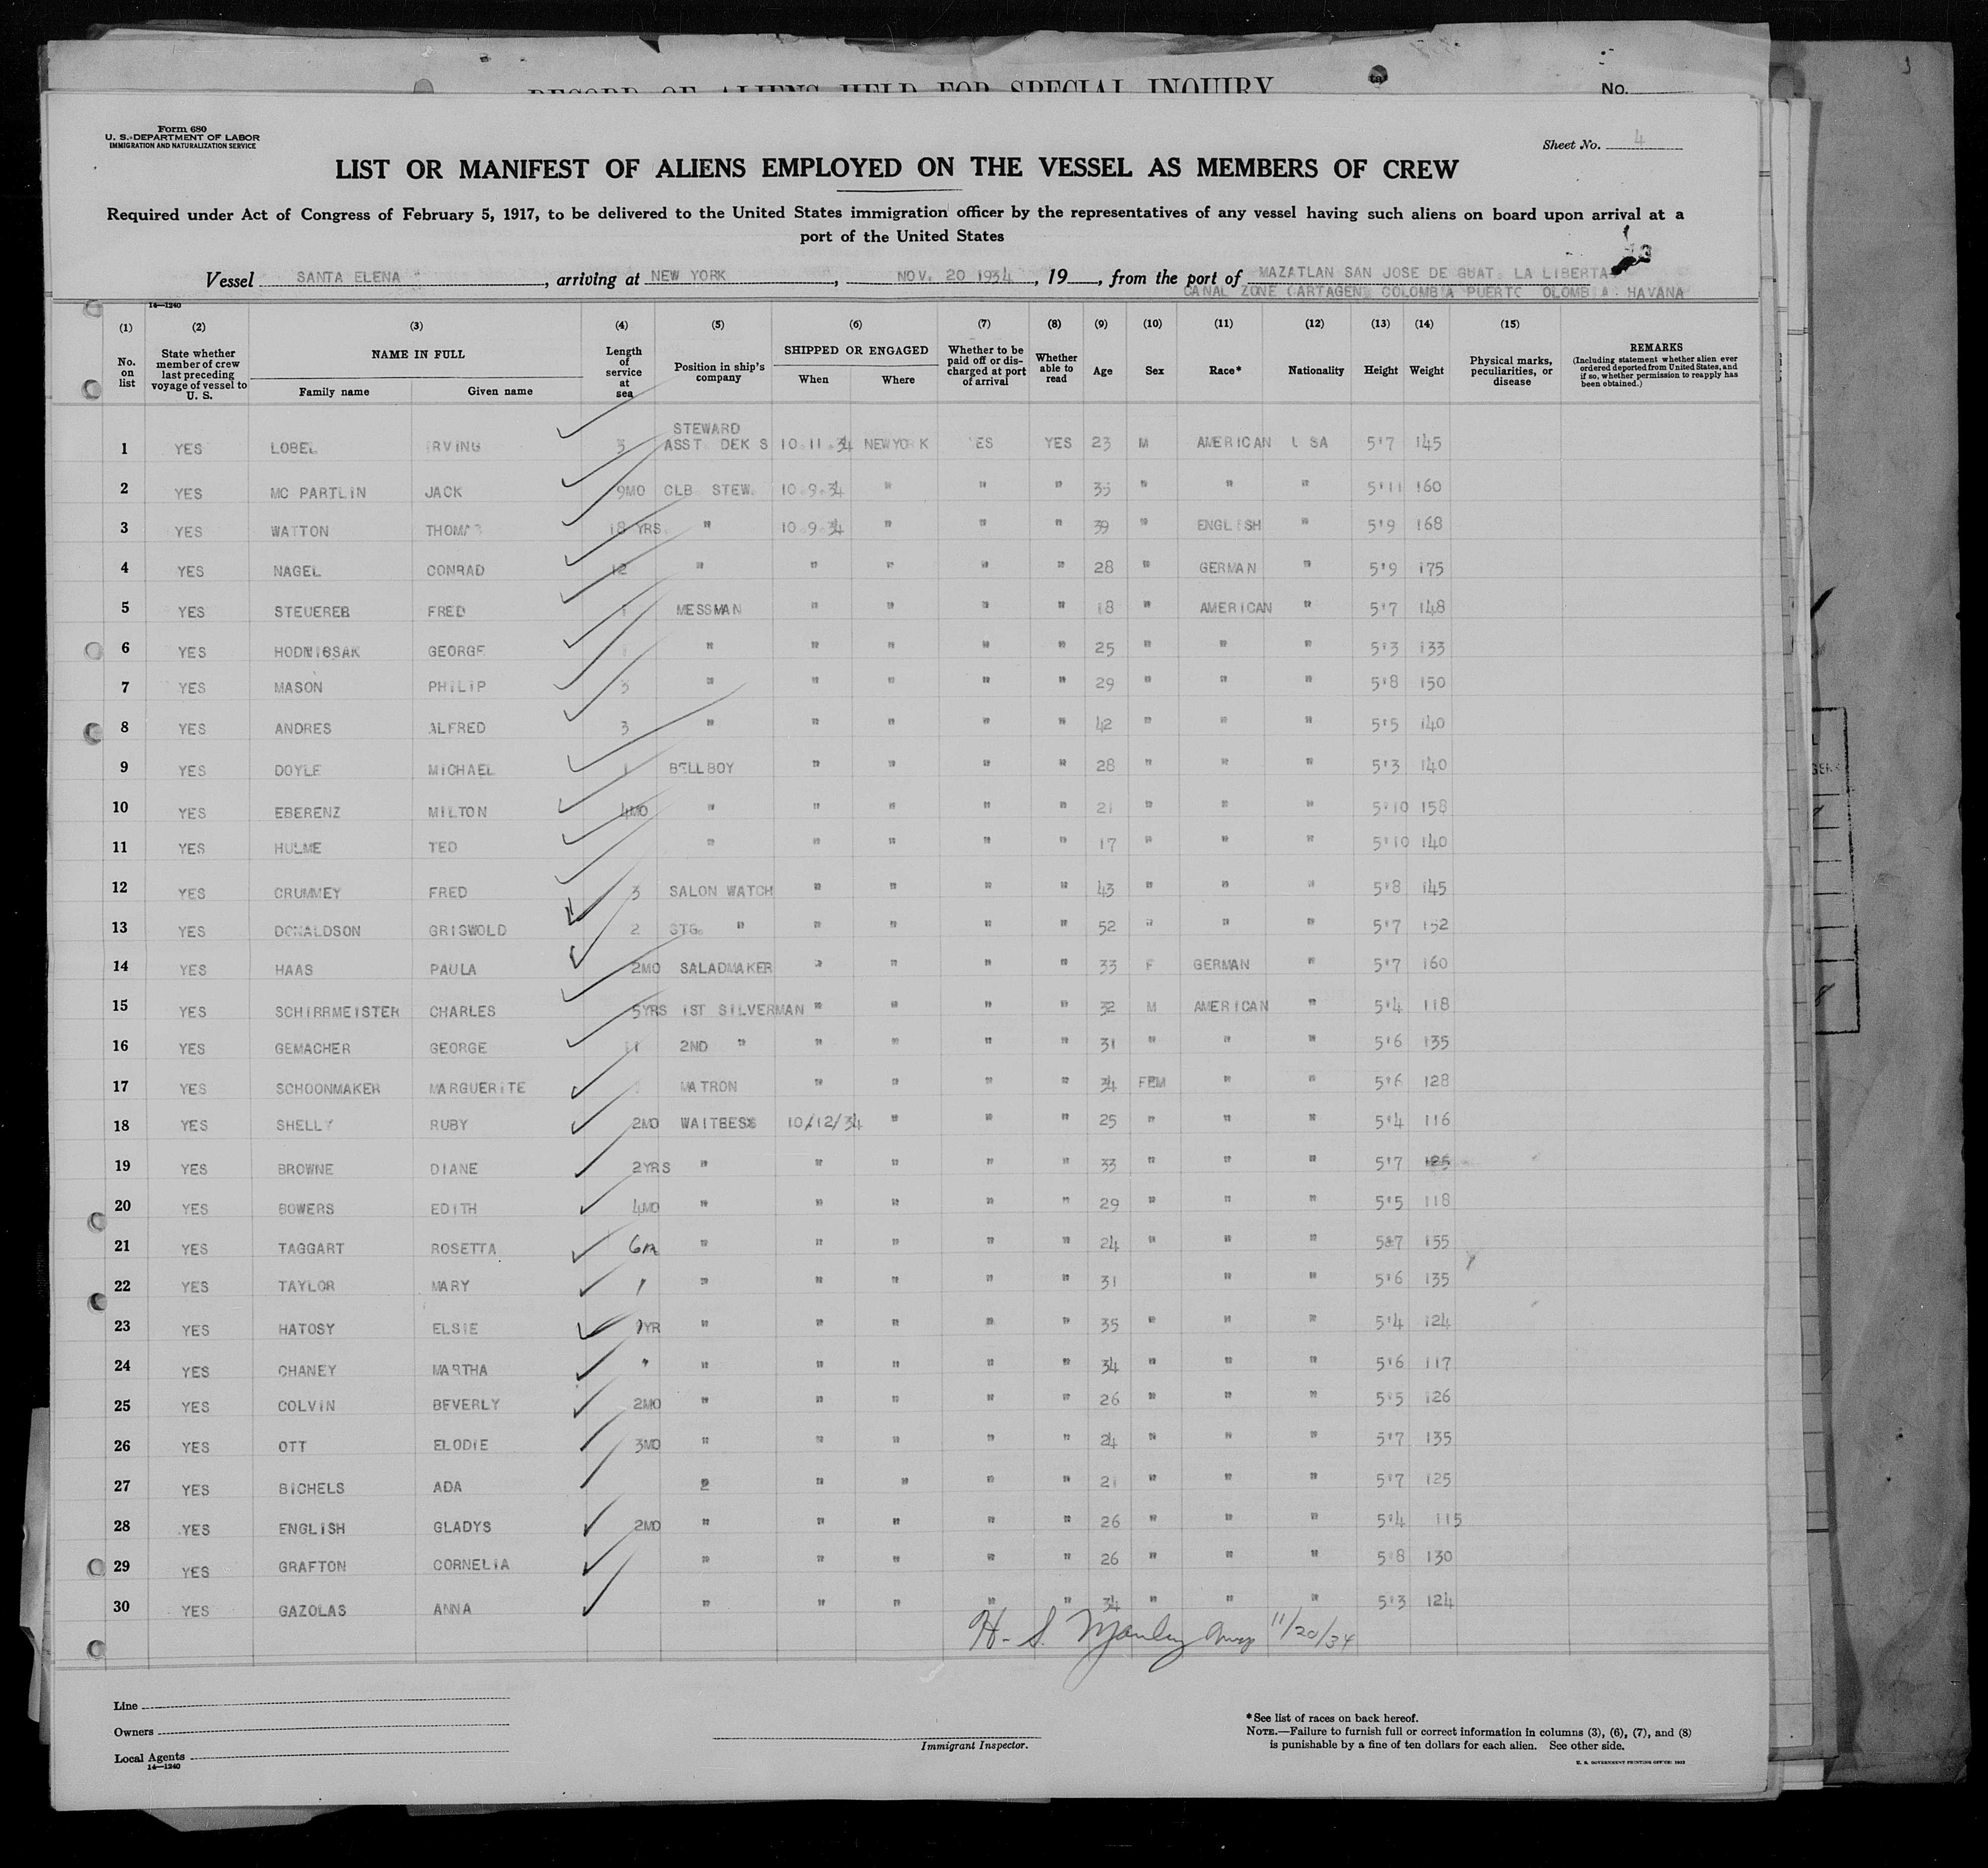 RECORD OF ALIENS HELD FOR SPECIAL INQUIRY
No.
Form 680
U. S. DEPARTMENT OF LABOR
IMMIGRATION AND NATURALIZATION SERVICE
Sheet No. 4
LIST OR MANIFEST OF ALIENS EMPLOYED ON THE VESSEL AS MEMBERS OF CREW
Required under Act of Congress of February 5, 1917, to be delivered to the United States immigration officer by the representatives of any vessel having such aliens on board upon arrival at a
port of the United States
Vessel SANTA ELENA, arriving at NEW YORK, NOV. 20 1934, 19, from the port of MAZATLAN SAN JOSE DE GUAT. LA LIBERTA
CANAL ZONE CARTAGEN COLOMBIA PUERTO OLOMBIA HAVANA
14—1240
(1) (2) (3) (4) (5) (6) (7) (8) (9) (10) (11) (12) (13) (14) (15)
No. on list
State whether member of crew last preceding voyage of vessel to U. S.
NAME IN FULL
Family name Given name
Length of service at sea
Position in ship's company
SHIPPED OR ENGAGED
When Where
Whether to be paid off or discharged at port of arrival
Whether able to read
Age Sex Race* Nationality Height Weight
Physical marks, peculiarities, or disease
REMARKS
(Including statement whether alien ever ordered deported from United States, and if so, whether permission to reapply has been obtained.)
STEWARD
1 YES LOBEL IRVING 3 ASST DEK S 10.11.34 NEWYORK YES YES 23 M AMERICAN U SA 5'7 145
2 YES MC PARTLIN JACK 9MO CLB STEW. 10.9.34 " " " 35 " " " 5'11 160
3 YES WATTON THOMAS 18 YRS. " 10.9.34 " " " 39 " ENGLISH " 5'9 168
4 YES NAGEL CONRAD 12 " " " " " 28 " GERMAN " 5'9 175
5 YES STEUEREB FRED 1 MESSMAN " " " " 18 " AMERICAN " 5'7 148
6 YES HODNIBSAK GEORGE 1 " " " " " 25 " " " 5'3 133
7 YES MASON PHILIP 3 " " " " " 29 " " " 5'8 150
8 YES ANDRES ALFRED 3 " " " " " 42 " " " 5'5 140
9 YES DOYLE MICHAEL 1 BELLBOY " " " " 28 " " " 5'3 140
10 YES EBERENZ MILTON 4MO " " " " " 21 " " " 5'10 158
11 YES HULME TED " " " " " 17 " " " 5'10 140
12 YES CRUMMEY FRED 3 SALON WATCH " " " " 43 " " " 5'8 145
13 YES DONALDSON GRISWOLD 2 STG. " " " " " 52 " " " 5'7 152
14 YES HAAS PAULA 2MO SALADMAKER " " " " 33 F GERMAN " 5'7 160
15 YES SCHIRRMEISTER CHARLES 5YRS 1ST SILVERMAN " " " " 32 M AMERICAN " 5'4 118
16 YES GEMACHER GEORGE 11 2ND " " " " " 31 " " " 5'6 135
17 YES SCHOONMAKER MARGUERITE MATRON " " " " 34 FEM " " 5'6 128
18 YES SHELLY RUBY 2MO WAITBESS 10/12/34 " " " 25 " " " 5'4 116
19 YES BROWNE DIANE 2YRS " " " " " 33 " " " 5'7 125
20 YES BOWERS EDITH 4MO " " " " " 29 " " " 5'5 118
21 YES TAGGART ROSETTA 6m " " " " " 24 " " " 5'7 155
22 YES TAYLOR MARY " " " " " " 31 " " 5'6 135
23 YES HATOSY ELSIE 1YR " " " " " 35 " " " 5'4 124
24 YES CHANEY MARTHA " " " " " " 34 " " " 5'6 117
25 YES COLVIN BEVERLY 2MO " " " " " 26 " " " 5'5 126
26 YES OTT ELODIE 3MO " " " " " 24 " " " 5'7 135
27 YES BICHELS ADA 2 " " " " 21 " " " 5'7 125
28 YES ENGLISH GLADYS 2MO " " " " " 26 " " " 5'4 115
29 YES GRAFTON CORNELIA " " " " " 26 " " " 5'8 130
30 YES GAZOLAS ANNA " " " " " 34 " " " 5'3 124
H. S. Manley Insp 11/20/34
Line
Owners
Local Agents
14—1240
Immigrant Inspector.
*See list of races on back hereof.
NOTE.—Failure to furnish full or correct information in columns (3), (6), (7), and (8)
is punishable by a fine of ten dollars for each alien. See other side.
U. S. GOVERNMENT PRINTING OFFICE: 1932